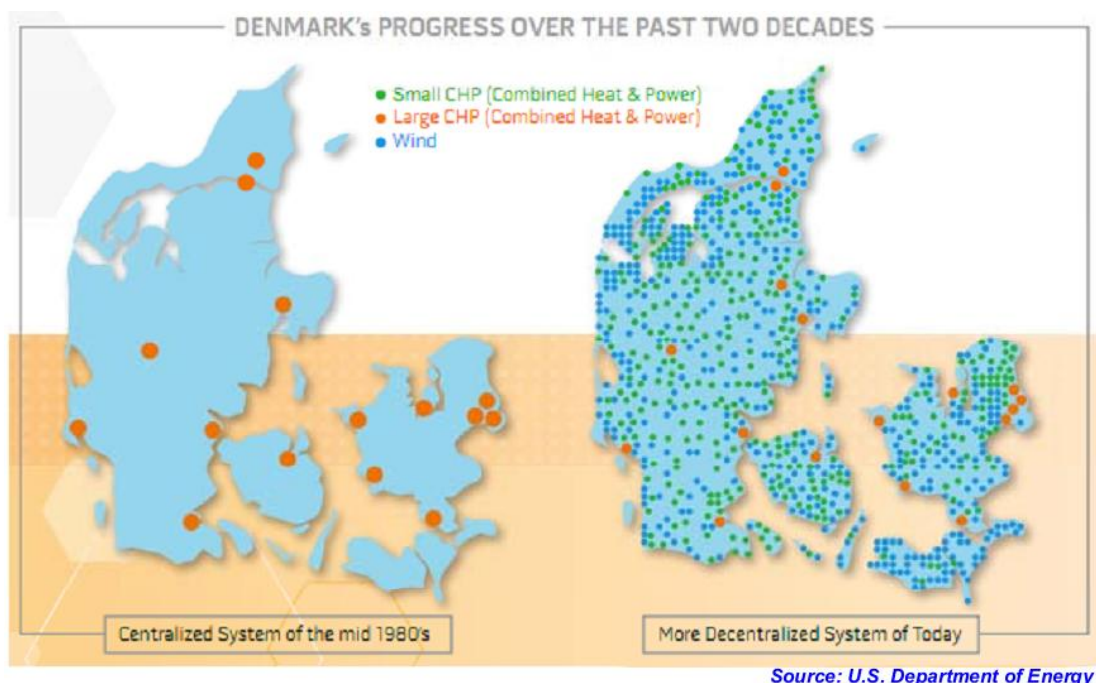 DENMARK's PROGRESS OVER THE PAST TWO DECADES
Small CHP (Combined Heat & Power)
Large CHP (Combined Heat & Power)
Wind
Centralized System of the mid 1980's
More Decentralized System of Today
Source: U.S. Department of Energy